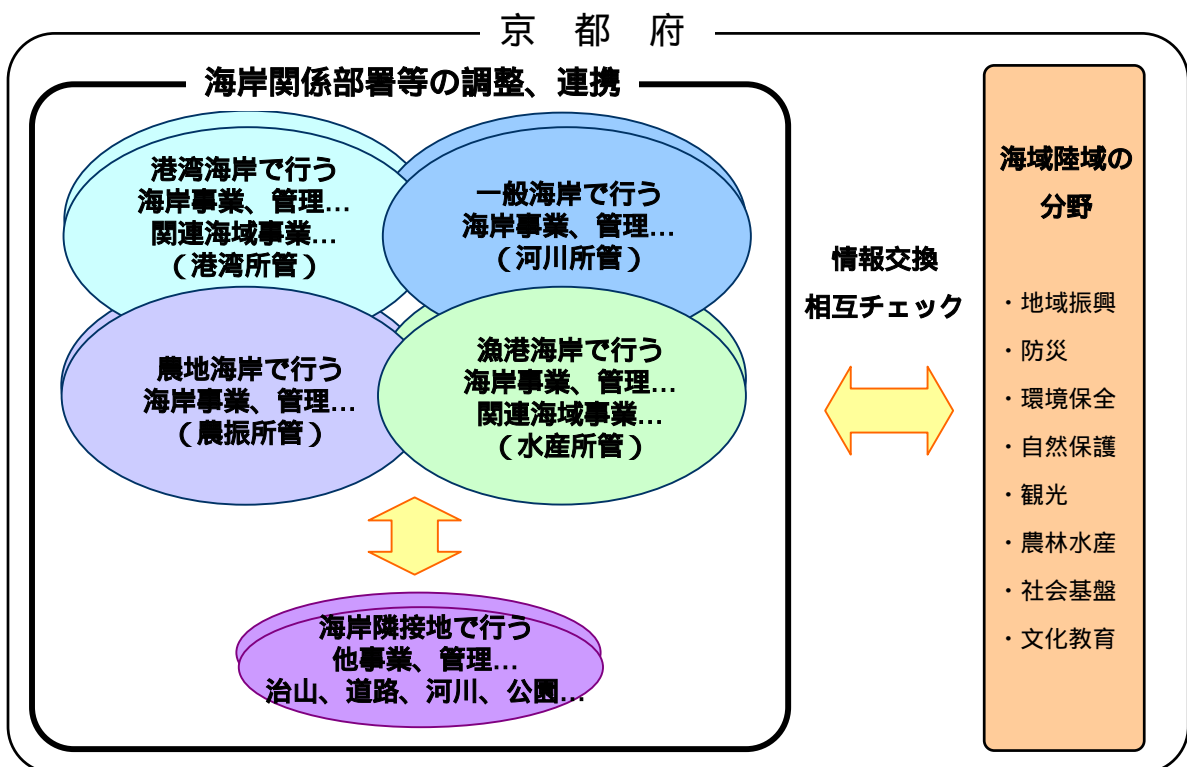 京 都 府
海岸関係部署等の調整、連携
港湾海岸で行う
海岸事業、管理…
関連海域事業…
(港湾所管)
一般海岸で行う
海岸事業、管理…
(河川所管)
農地海岸で行う
海岸事業、管理…
(農振所管)
漁港海岸で行う
海岸事業、管理…
関連海域事業…
(水産所管)
海岸隣接地で行う
他事業、管理…
治山、道路、河川、公園…
情報交換
相互チェック
海域陸域の
分野
・地域振興
・防災
・環境保全
・自然保護
・観光
・農林水産
・社会基盤
・文化教育